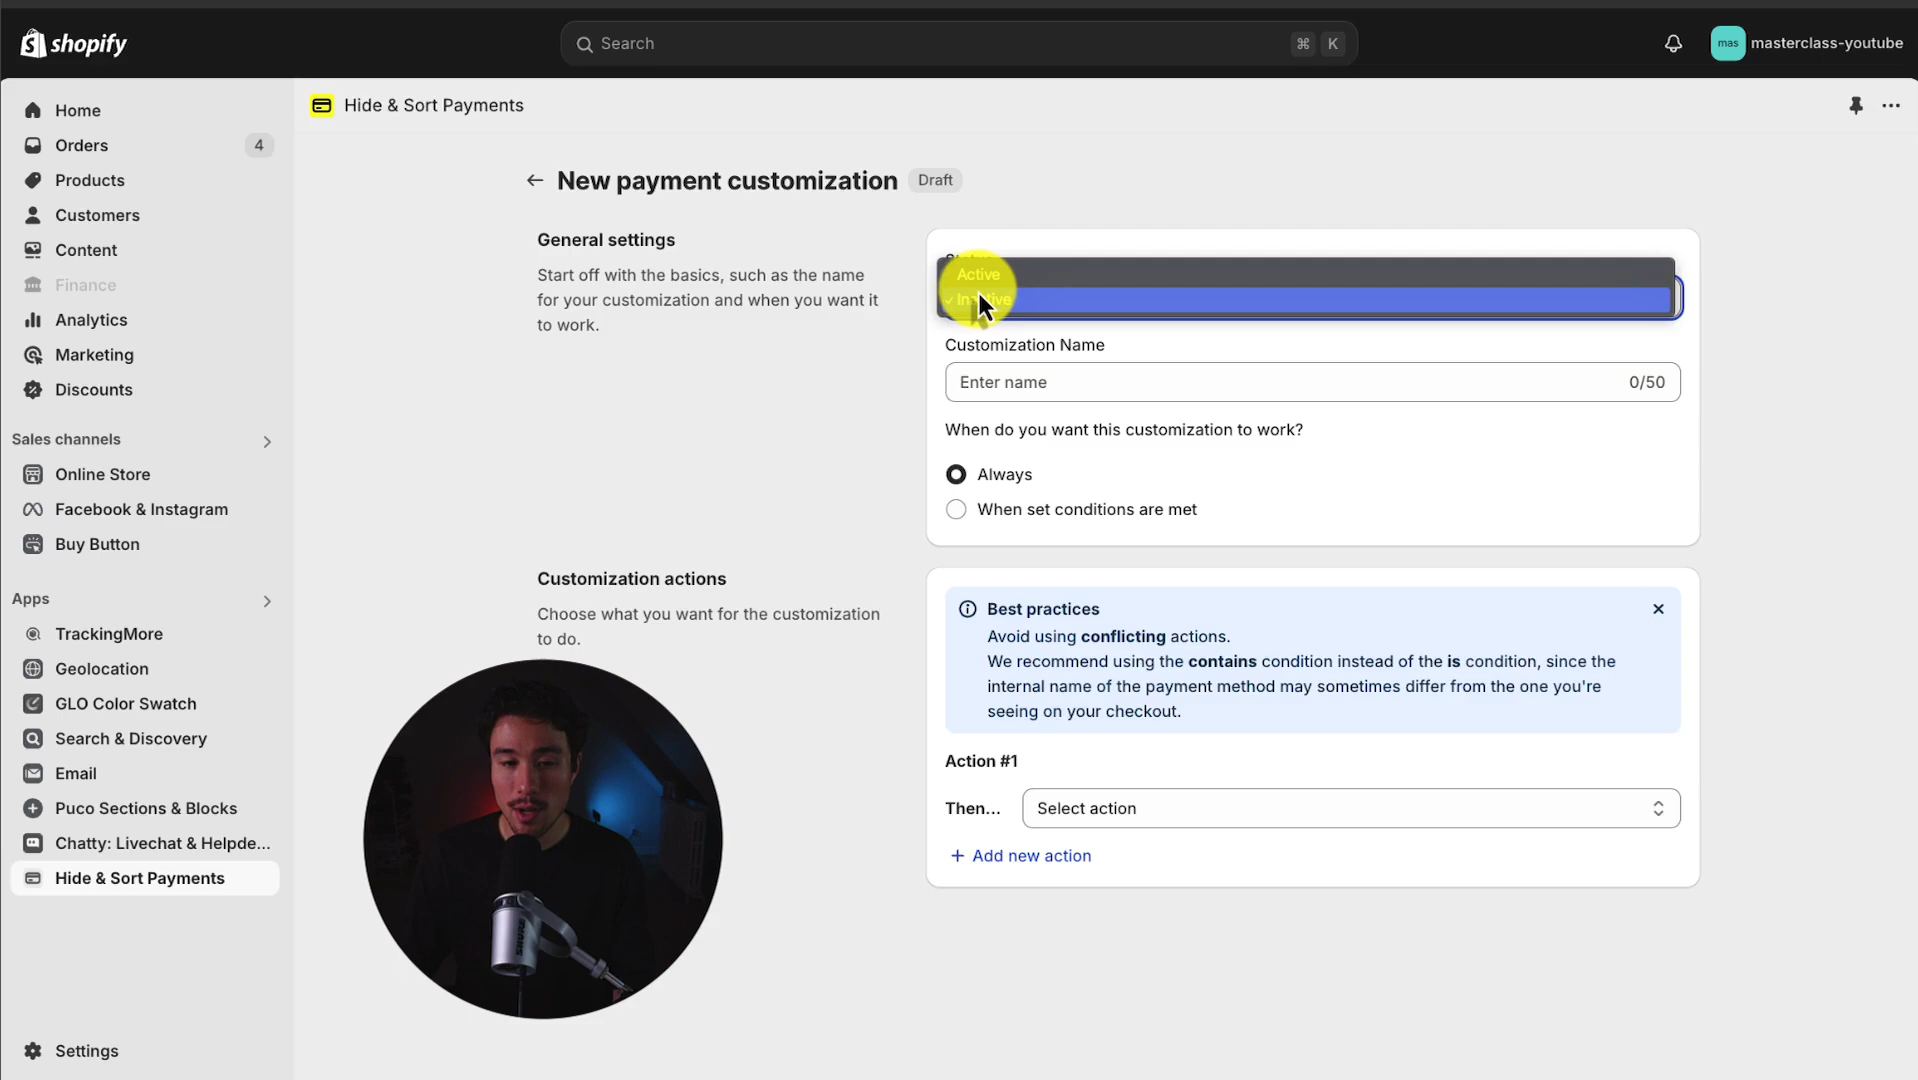 shopify
Search
⌘ K
mas
masterclass-youtube
Home
Orders 4
Products
Customers
Content
Finance
Analytics
Marketing
Discounts
Sales channels
Online Store
Facebook & Instagram
Buy Button
Apps
TrackingMore
Geolocation
GLO Color Swatch
Search & Discovery
Email
Puco Sections & Blocks
Chatty: Livechat & Helpde...
Hide & Sort Payments
Settings
Hide & Sort Payments
New payment customization Draft
General settings
Start off with the basics, such as the name
for your customization and when you want it
to work.
Status
Active
Inactive
Customization Name
Enter name 0/50
When do you want this customization to work?
Always
When set conditions are met
Customization actions
Choose what you want for the customization
to do.
Best practices
Avoid using conflicting actions.
We recommend using the contains condition instead of the is condition, since the
internal name of the payment method may sometimes differ from the one you're
seeing on your checkout.
Action #1
Then... Select action
+ Add new action
SHURE